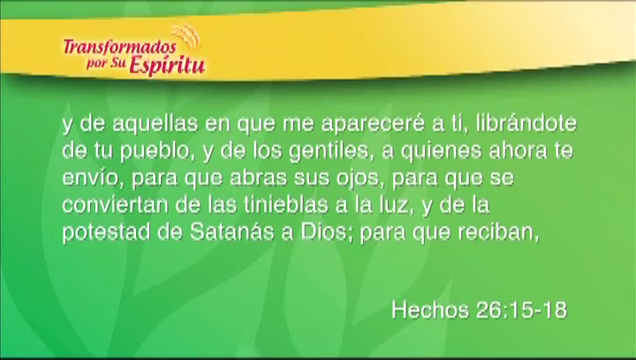 Transformados
por Su Espíritu
y de aquellas en que me apareceré a ti, librándote
de tu pueblo, y de los gentiles, a quienes ahora te
envío, para que abras sus ojos, para que se
conviertan de las tinieblas a la luz, y de la
potestad de Satanás a Dios; para que reciban,
Hechos 26:15-18